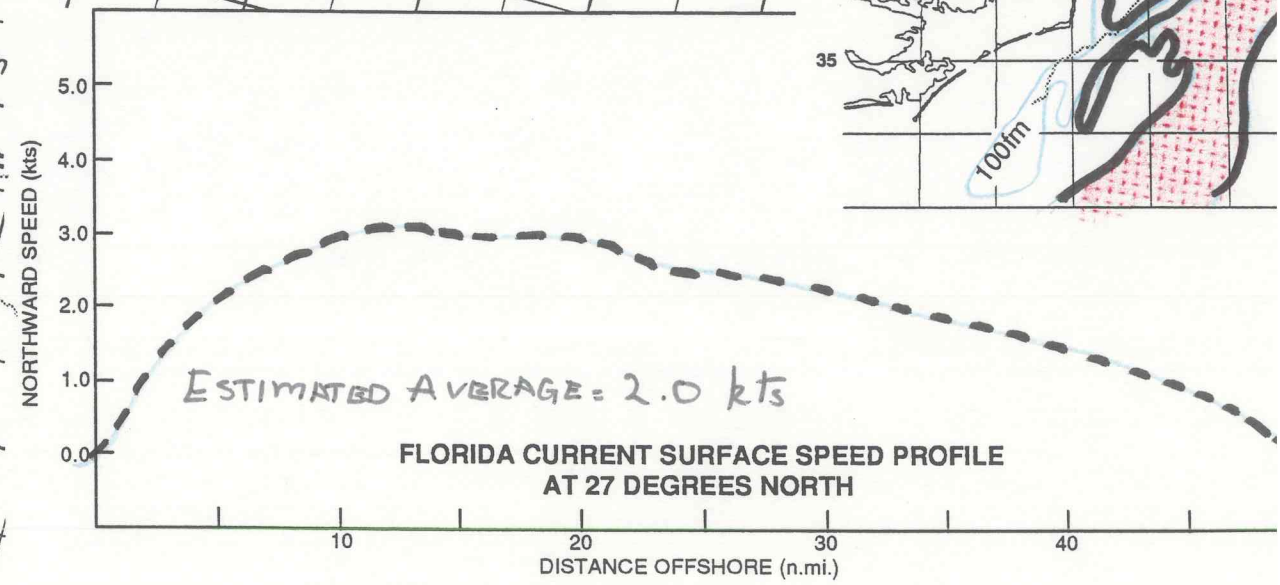 35
100fm
NORTHWARD SPEED (kts)
5.0
4.0
3.0
2.0
1.0
0.0
ESTIMATED AVERAGE = 2.0 kts
FLORIDA CURRENT SURFACE SPEED PROFILE
AT 27 DEGREES NORTH
10
20
30
40
DISTANCE OFFSHORE (n.mi.)